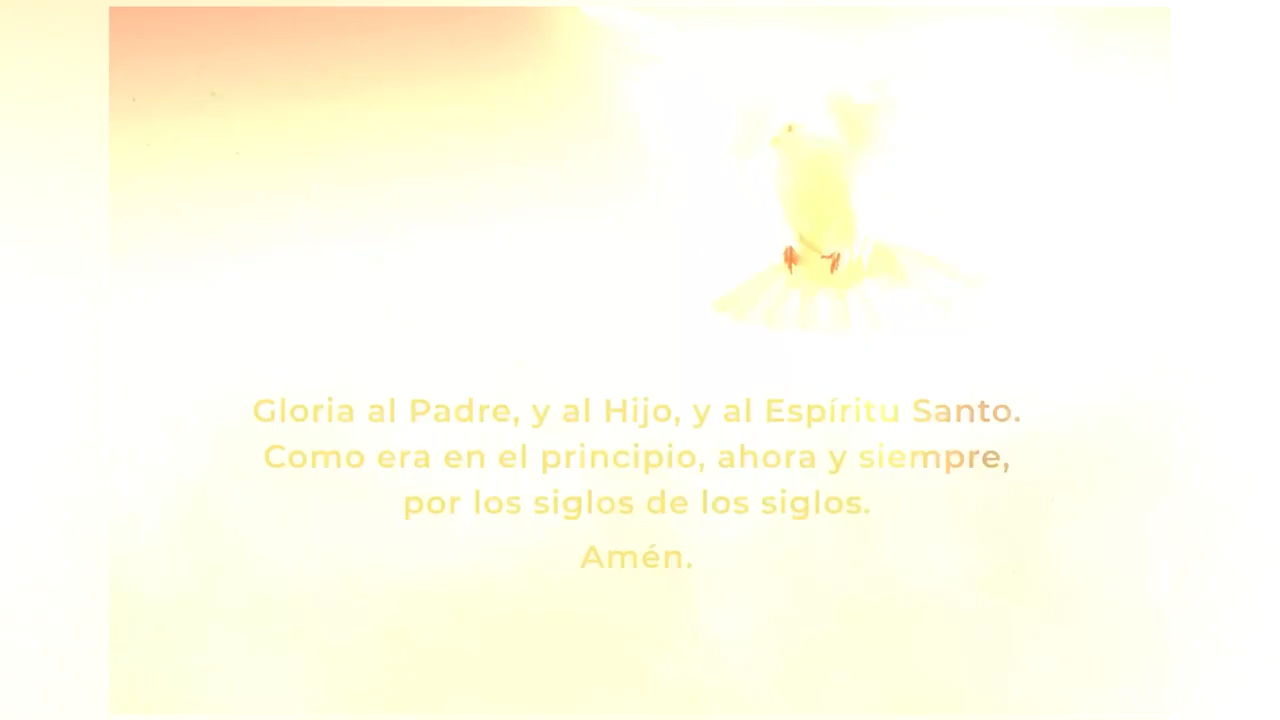 Gloria al Padre, y al Hijo, y al Espíritu Santo.
Como era en el principio, ahora y siempre,
por los siglos de los siglos.
Amén.